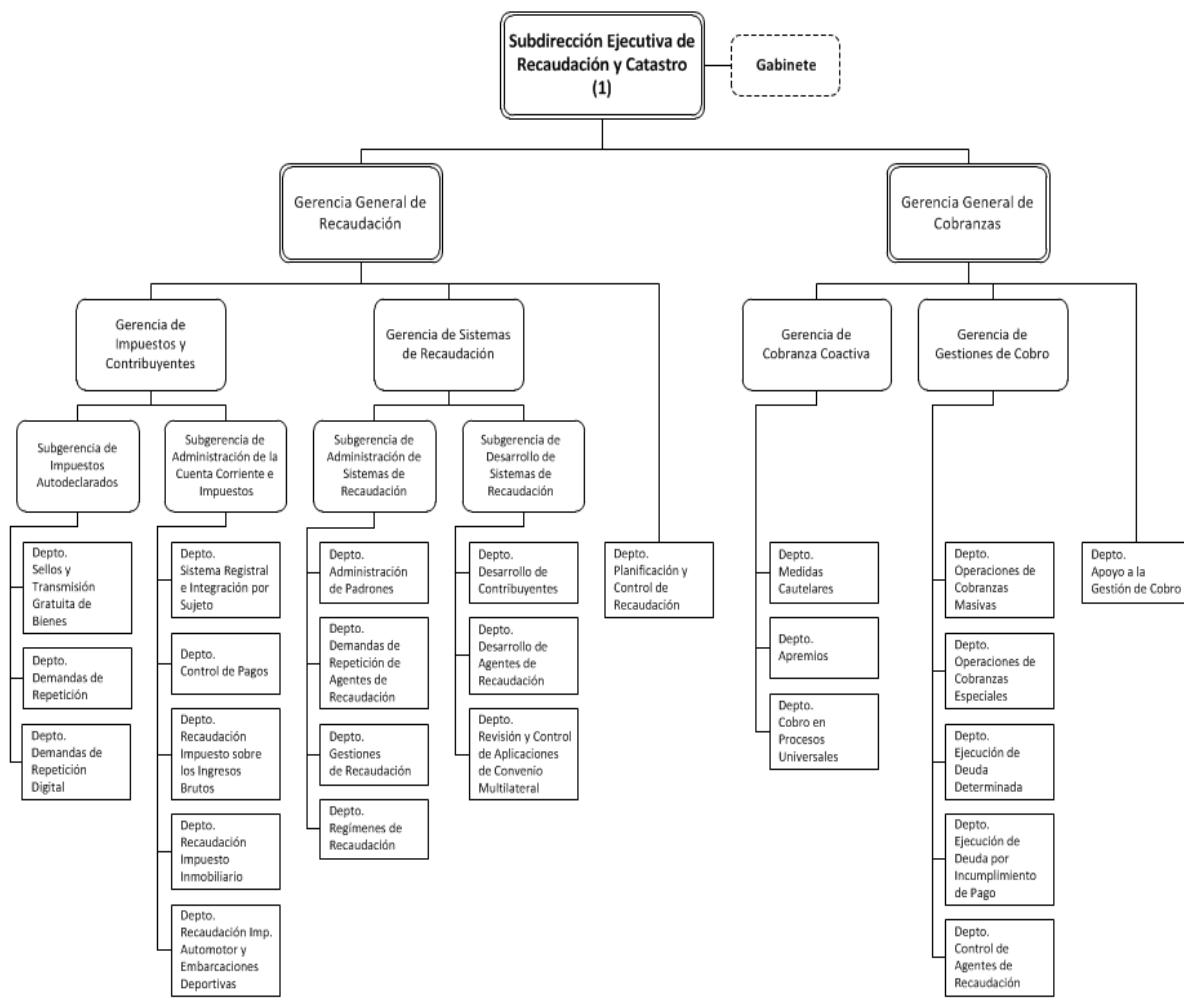 Subdirección Ejecutiva de
Recaudación y Catastro
(1)
Gabinete
Gerencia General de
Recaudación
Gerencia General de
Cobranzas
Gerencia de
Impuestos y
Contribuyentes
Gerencia de Sistemas
de Recaudación
Gerencia de
Cobranza Coactiva
Gerencia de
Gestiones de Cobro
Subgerencia de
Impuestos
Autodeclarados
Subgerencia de
Administración de la
Cuenta Corriente e
Impuestos
Subgerencia de
Administración de
Sistemas de
Recaudación
Subgerencia de
Desarrollo de
Sistemas de
Recaudación
Depto.
Sellos y
Transmisión
Gratuita de
Bienes
Depto.
Demandas de
Repetición
Depto.
Demandas de
Repetición
Digital
Depto.
Sistema Registral
e Integración por
Sujeto
Depto.
Control de Pagos
Depto.
Recaudación
Impuesto sobre
los Ingresos
Brutos
Depto.
Recaudación
Impuesto
Inmobiliario
Depto.
Recaudación Imp.
Automotor y
Embarcaciones
Deportivas
Depto.
Administración
de Padrones
Depto.
Demandas de
Repetición de
Agentes de
Recaudación
Depto.
Gestiones
de Recaudación
Depto.
Regímenes de
Recaudación
Depto.
Desarrollo de
Contribuyentes
Depto.
Desarrollo de
Agentes de
Recaudación
Depto.
Revisión y Control
de Aplicaciones
de Convenio
Multilateral
Depto.
Planificación y
Control de
Recaudación
Depto.
Medidas
Cautelares
Depto.
Apremios
Depto.
Cobro en
Procesos
Universales
Depto.
Operaciones de
Cobranzas
Masivas
Depto.
Operaciones de
Cobranzas
Especiales
Depto.
Ejecución de
Deuda
Determinada
Depto.
Ejecución de
Deuda por
Incumplimiento
de Pago
Depto.
Control de
Agentes de
Recaudación
Depto.
Apoyo a la
Gestión de Cobro